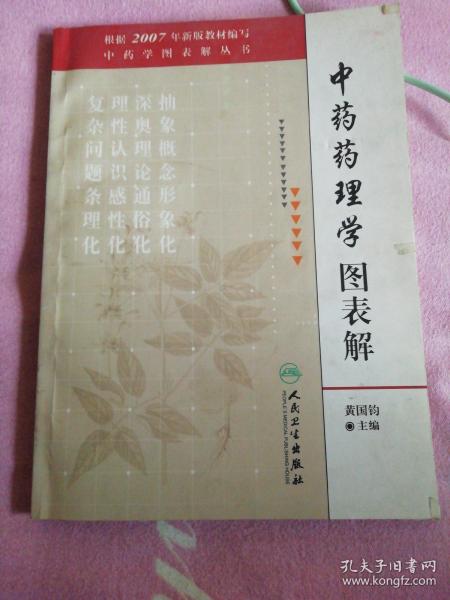 根据2007年新版教材编写
中药学图表解丛书
抽象概念形象化
深奥理论通俗化
理性认识感性化
复杂问题条理化
中药药理学
图表解
黄国钧
主编
人民卫生出版社
PEOPLE'S MEDICAL PUBLISHING HOUSE
孔夫子旧书网
www.kongfz.com